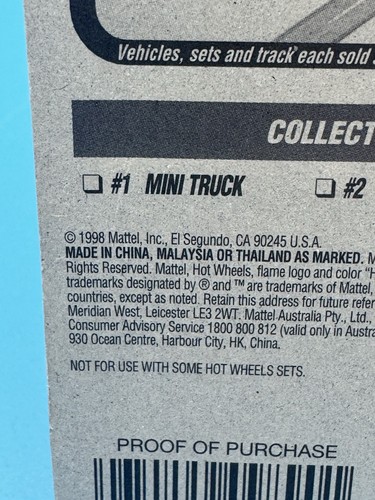 Vehicles, sets and track each sold
COLLECT
#1 MINI TRUCK
#2
© 1998 Mattel, Inc., El Segundo, CA 90245 U.S.A.
MADE IN CHINA, MALAYSIA OR THAILAND AS MARKED. M
Rights Reserved. Mattel, Hot Wheels, flame logo and color "H
trademarks designated by ® and ™ are trademarks of Mattel,
countries, except as noted. Retain this address for future refer
Meridian West, Leicester LE3 2WT. Mattel Australia Pty., Ltd.,
Consumer Advisory Service 1800 800 812 (valid only in Austra
930 Ocean Centre, Harbour City, HK, China.
NOT FOR USE WITH SOME HOT WHEELS SETS.
PROOF OF PURCHASE